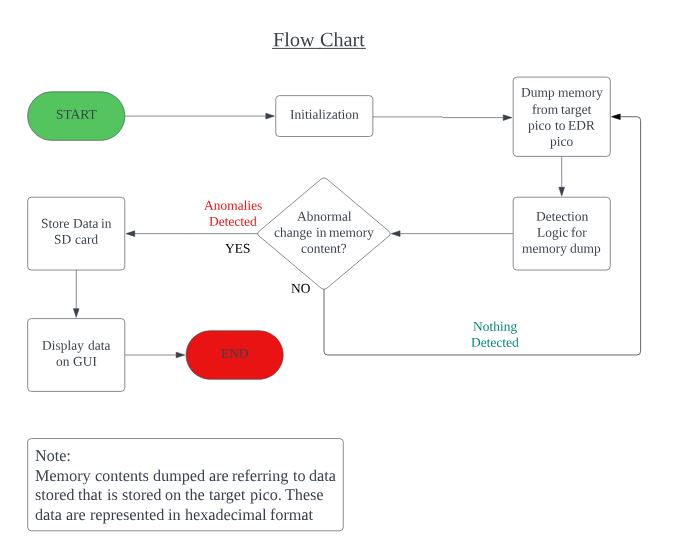 Flow Chart
START
Initialization
Dump memory
from target
pico to EDR
pico
Detection
Logic for
memory dump
Abnormal
change in memory
content?
Anomalies
Detected
YES
NO
Nothing
Detected
Store Data in
SD card
Display data
on GUI
END
Note:
Memory contents dumped are referring to data
stored that is stored on the target pico. These
data are represented in hexadecimal format